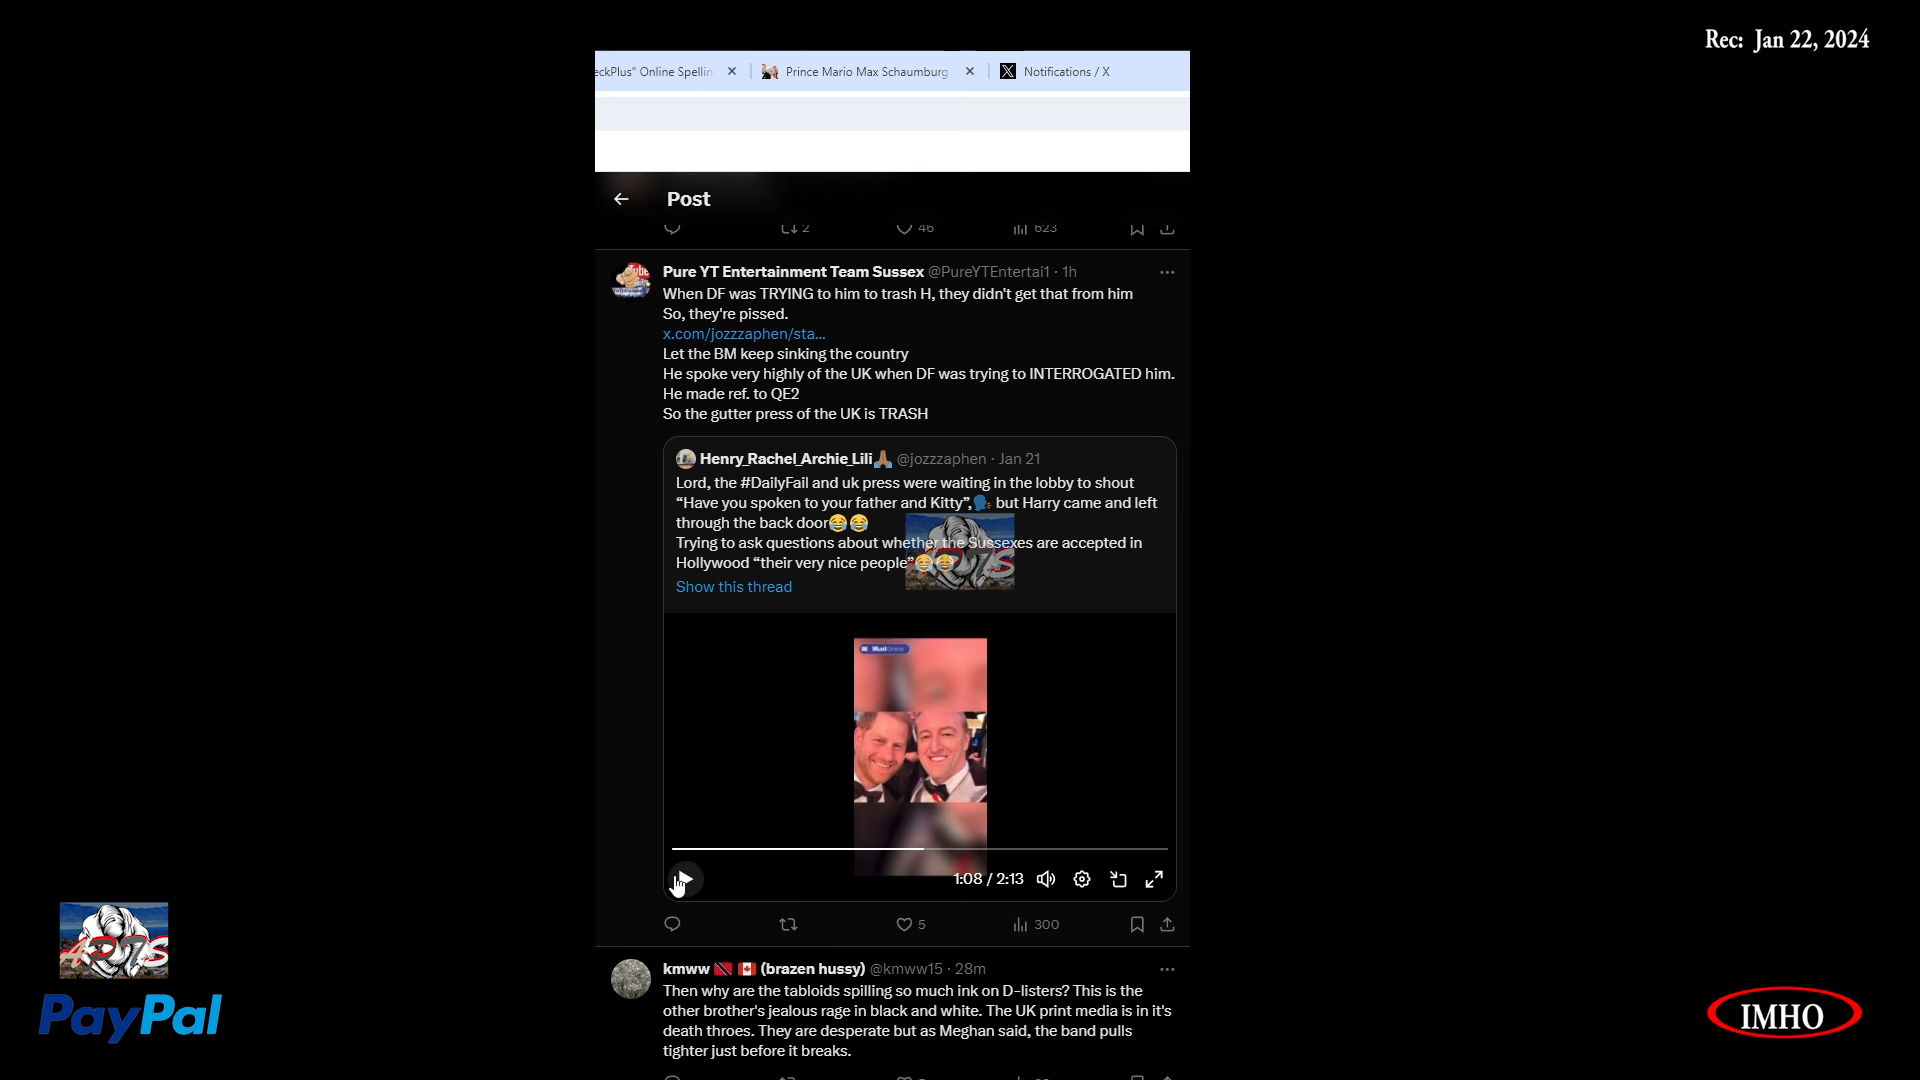 Rec: Jan 22, 2024
eckPlus" Online Spellin
Prince Mario Max Schaumburg
Notifications / X
Post
2
46
623
Pure YT Entertainment Team Sussex @PureYTEntertai1 · 1h
When DF was TRYING to him to trash H, they didn't get that from him
So, they're pissed.
x.com/jozzzaphen/sta...
Let the BM keep sinking the country
He spoke very highly of the UK when DF was trying to INTERROGATED him.
He made ref. to QE2
So the gutter press of the UK is TRASH
Henry_Rachel_Archie_Lili🙏🏾 @jozzzaphen · Jan 21
Lord, the #DailyFail and uk press were waiting in the lobby to shout
“Have you spoken to your father and Kitty”,🗣️ but Harry came and left
through the back door😂😂
Trying to ask questions about whether the Sussexes are accepted in
Hollywood “their very nice people”😂😂
Show this thread
Mail Online
1:08 / 2:13
5
300
kmww 🇹🇹 🇨🇦 (brazen hussy) @kmww15 · 28m
Then why are the tabloids spilling so much ink on D-listers? This is the
other brother's jealous rage in black and white. The UK print media is in it's
death throes. They are desperate but as Meghan said, the band pulls
tighter just before it breaks.
PayPal
IMHO